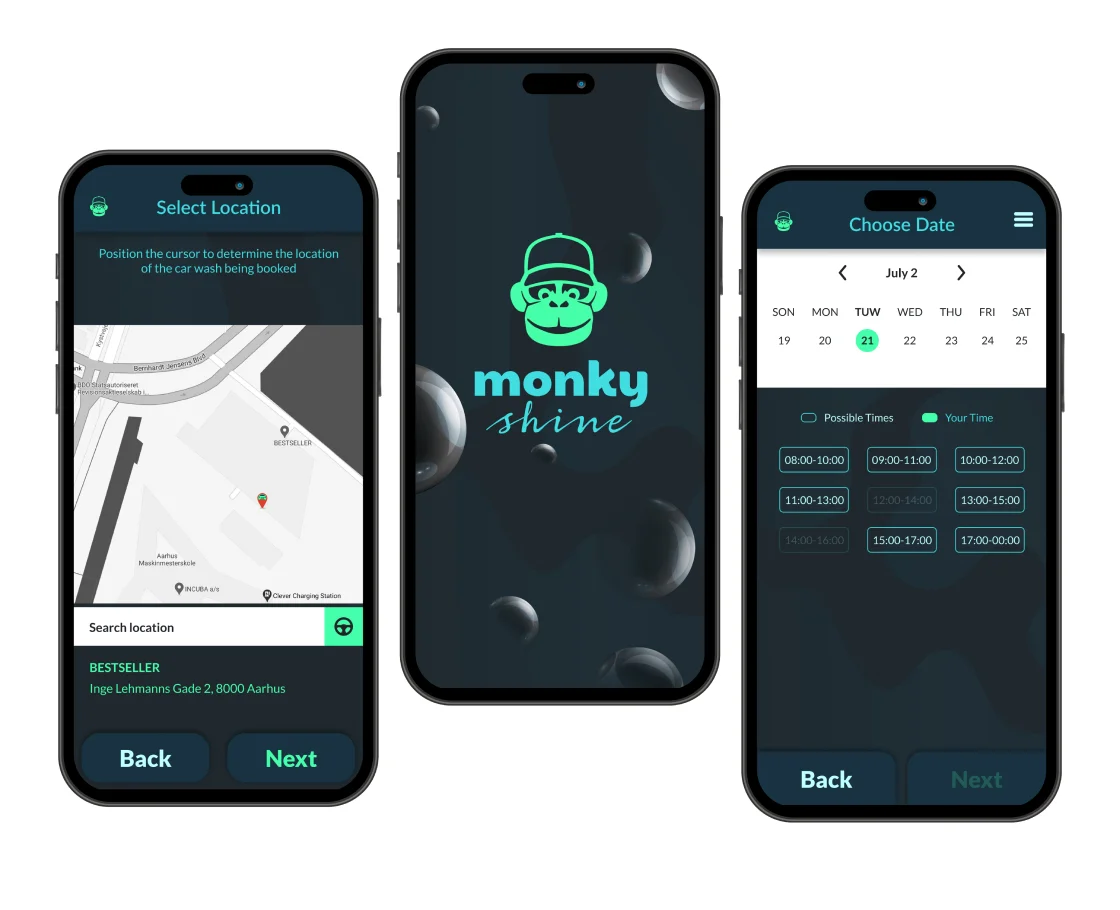 Select Location
Position the cursor to determine the location
of the car wash being booked
Bernhardt Jensens Blvd
BDO Statsautoriseret
Revisionsaktieselskab i...
BESTSELLER
Aarhus
Maskinmesterskole
INCUBA a/s
Clever Charging Station
Search location
BESTSELLER
Inge Lehmanns Gade 2, 8000 Aarhus
Back Next
monky
shine
Choose Date
July 2
SON MON TUW WED THU FRI SAT
19 20 21 22 23 24 25
Possible Times Your Time
08:00-10:00 09:00-11:00 10:00-12:00
11:00-13:00 12:00-14:00 13:00-15:00
14:00-16:00 15:00-17:00 17:00-00:00
Back Next